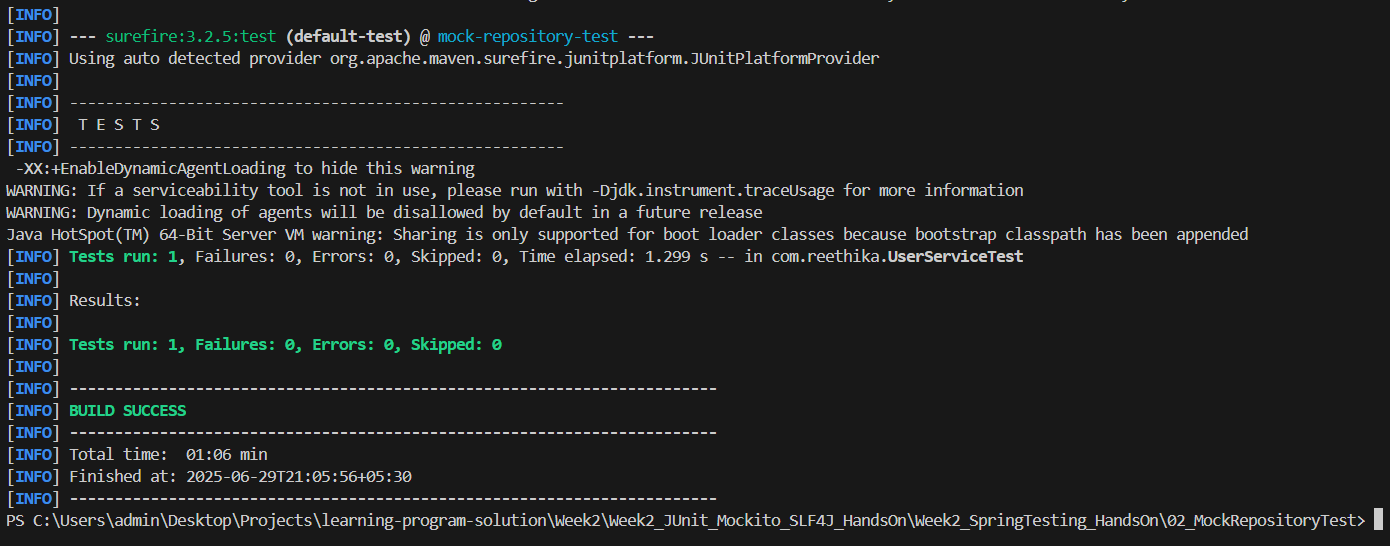 [INFO]
[INFO] --- surefire:3.2.5:test (default-test) @ mock-repository-test ---
[INFO] Using auto detected provider org.apache.maven.surefire.junitplatform.JUnitPlatformProvider
[INFO]
[INFO] -------------------------------------------------------
[INFO]  T E S T S
[INFO] -------------------------------------------------------
 -XX:+EnableDynamicAgentLoading to hide this warning
WARNING: If a serviceability tool is not in use, please run with -Djdk.instrument.traceUsage for more information
WARNING: Dynamic loading of agents will be disallowed by default in a future release
Java HotSpot(TM) 64-Bit Server VM warning: Sharing is only supported for boot loader classes because bootstrap classpath has been appended
[INFO] Tests run: 1, Failures: 0, Errors: 0, Skipped: 0, Time elapsed: 1.299 s -- in com.reethika.UserServiceTest
[INFO]
[INFO] Results:
[INFO]
[INFO] Tests run: 1, Failures: 0, Errors: 0, Skipped: 0
[INFO]
[INFO] ------------------------------------------------------------------------
[INFO] BUILD SUCCESS
[INFO] ------------------------------------------------------------------------
[INFO] Total time:  01:06 min
[INFO] Finished at: 2025-06-29T21:05:56+05:30
[INFO] ------------------------------------------------------------------------
PS C:\Users\admin\Desktop\Projects\learning-program-solution\Week2\Week2_JUnit_Mockito_SLF4J_HandsOn\Week2_SpringTesting_HandsOn\02_MockRepositoryTest>